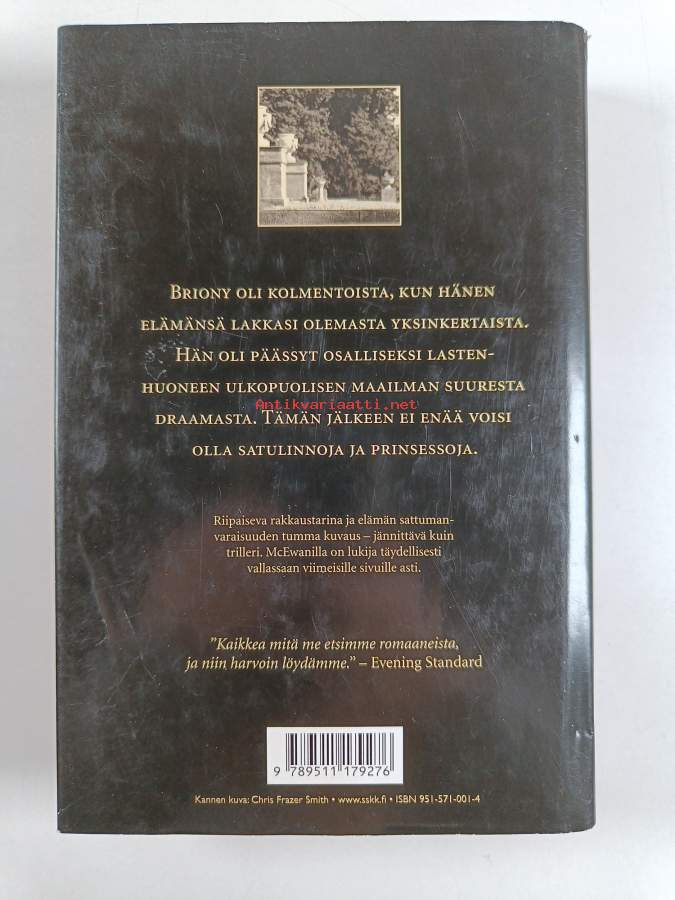 BRIONY OLI KOLMENTOISTA, KUN HÄNEN
ELÄMÄNSÄ LAKKASI OLEMASTA YKSINKERTAISTA.
HÄN OLI PÄÄSSYT OSALLISEKSI LASTEN-
HUONEEN ULKOPUOLISEN MAAILMAN SUURESTA
Antikvariaatti.net
DRAAMASTA. TÄMÄN JÄLKEEN EI ENÄÄ VOISI
OLLA SATULINNOJA JA PRINSESSOJA.
Riipaiseva rakkaustarina ja elämän sattuman-
varaisuuden tumma kuvaus – jännittävä kuin
trilleri. McEwanilla on lukija täydellisesti
vallassaan viimeisille sivuille asti.
"Kaikkea mitä me etsimme romaaneista,
ja niin harvoin löydämme." – Evening Standard
9 789511 179276
Kannen kuva: Chris Frazer Smith • www.sskk.fi • ISBN 951-571-001-4